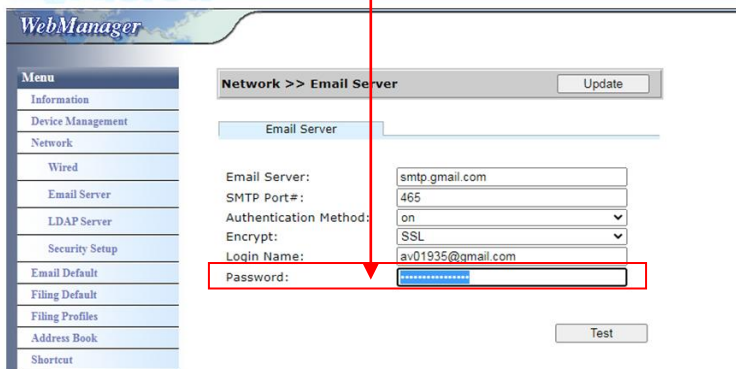 WebManager
Menu
Information
Device Management
Network
Wired
Email Server
LDAP Server
Security Setup
Email Default
Filing Default
Filing Profiles
Address Book
Shortcut
Network >> Email Server
Update
Email Server
Email Server: smtp.gmail.com
SMTP Port#: 465
Authentication Method: on
Encrypt: SSL
Login Name: av01935@gmail.com
Password: ••••••••••••••••
Test